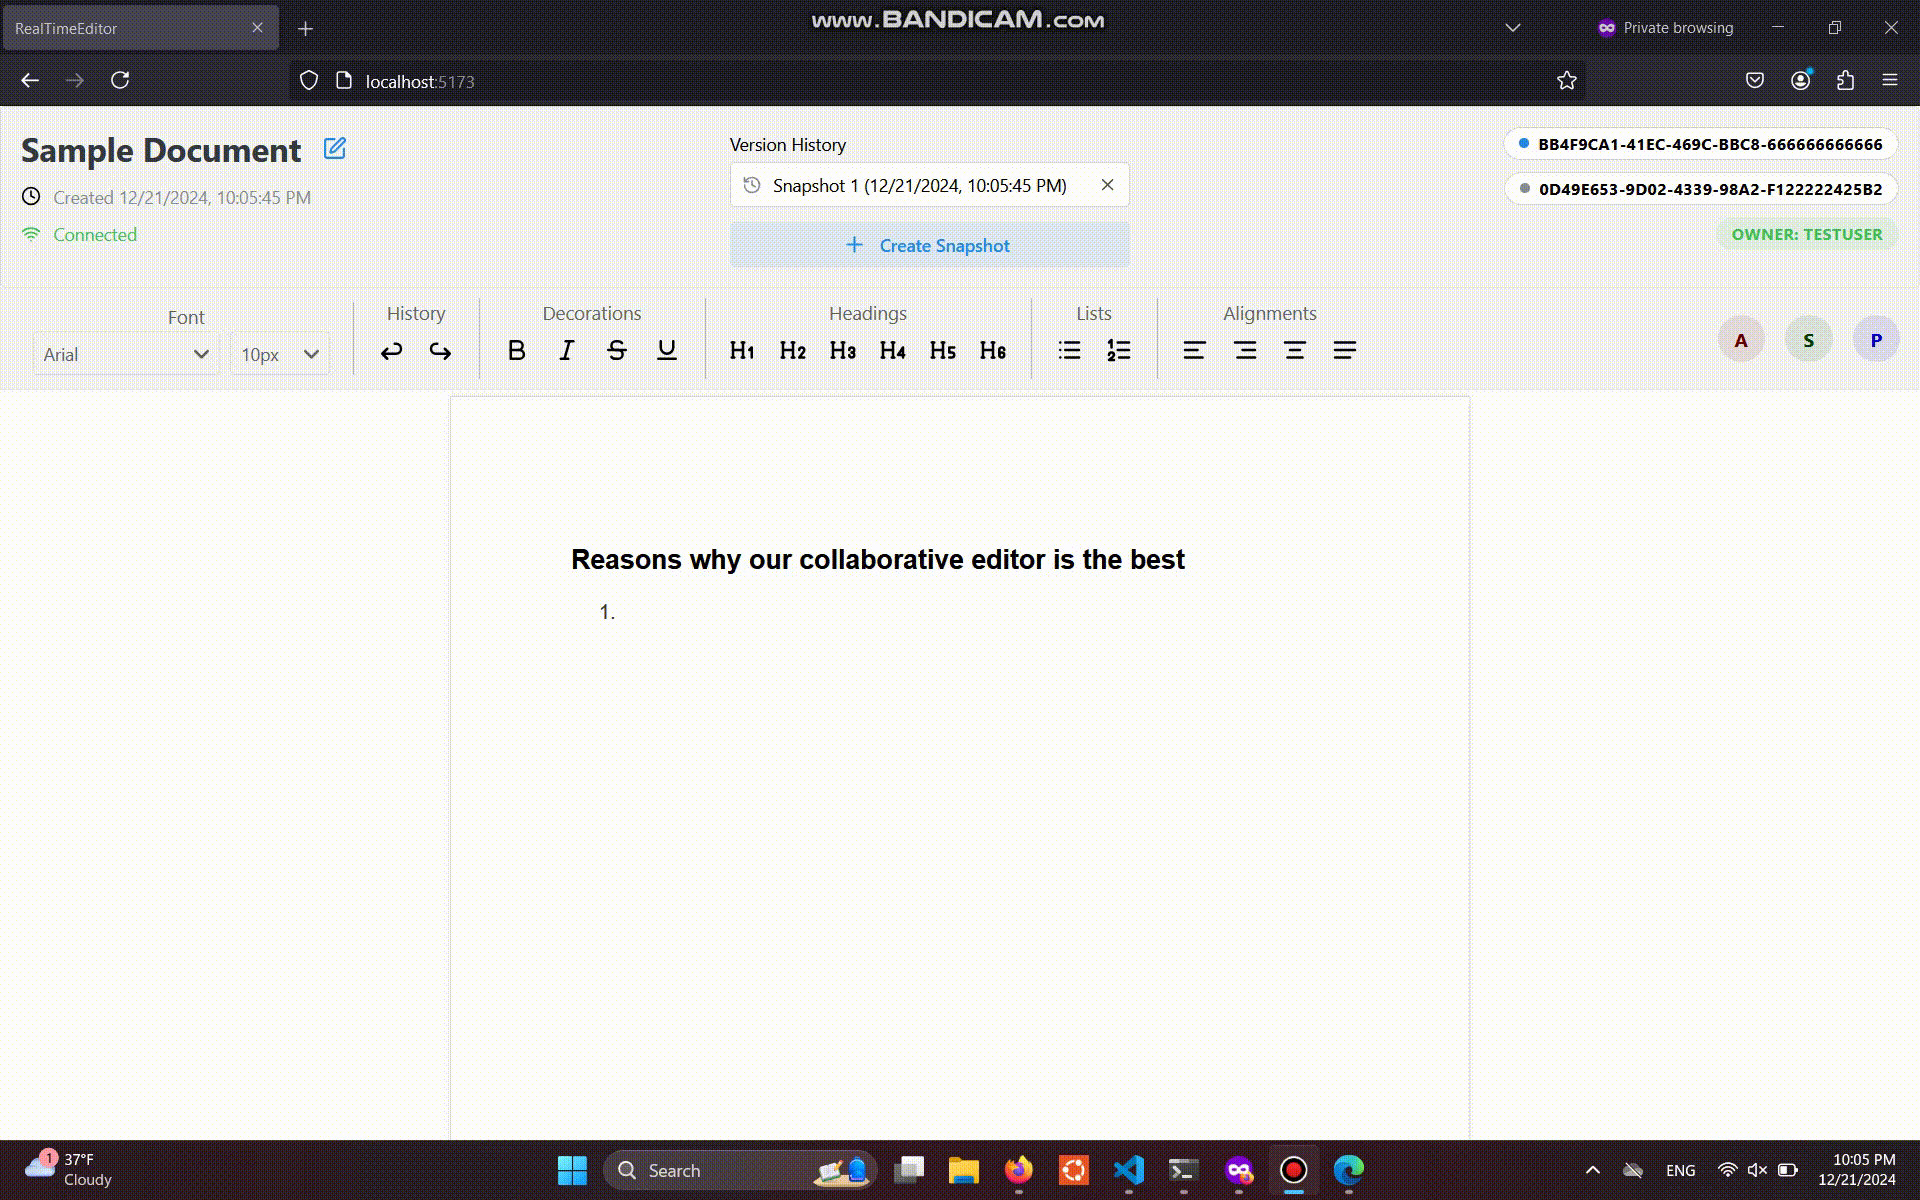 RealTimeEditor
www.BANDICAM.com
Private browsing
localhost:5173
Sample Document
Created 12/21/2024, 10:05:45 PM
Connected
Version History
Snapshot 1 (12/21/2024, 10:05:45 PM)
+ Create Snapshot
BB4F9CA1-41EC-469C-BBC8-666666666666
0D49E653-9D02-4339-98A2-F122222425B2
OWNER: TESTUSER
Font
Arial
10px
History
Decorations
B I S U
Headings
H1 H2 H3 H4 H5 H6
Lists
Alignments
A S P
Reasons why our collaborative editor is the best
1.
1
37°F
Cloudy
Search
ENG
10:05 PM
12/21/2024